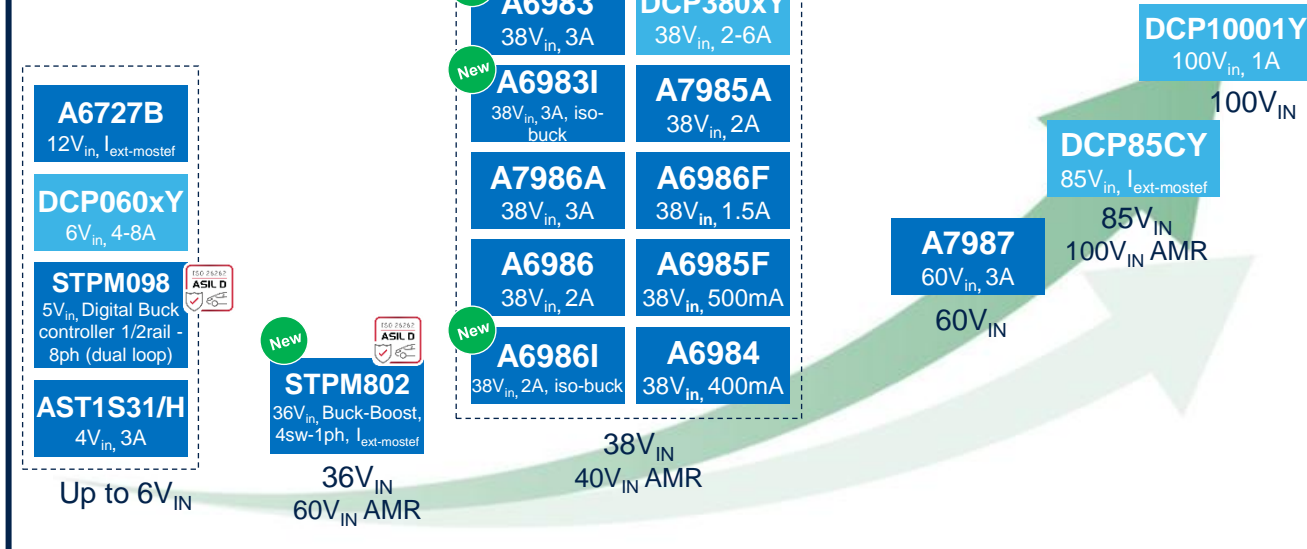 A6727B
12Vin, Iext-mostef
DCP060xY
6Vin, 4-8A
STPM098
5Vin, Digital Buck
controller 1/2rail -
8ph (dual loop)
ISO 26262
ASIL D
AST1S31/H
4Vin, 3A
Up to 6VIN
New
ISO 26262
ASIL D
STPM802
36Vin, Buck-Boost,
4sw-1ph, Iext-mostef
36VIN
60VIN AMR
A6983
38Vin, 3A
DCP380xY
38Vin, 2-6A
New
A6983I
38Vin, 3A, iso-
buck
A7985A
38Vin, 2A
A7986A
38Vin, 3A
A6986F
38Vin, 1.5A
A6986
38Vin, 2A
A6985F
38Vin, 500mA
New
A6986I
38Vin, 2A, iso-buck
A6984
38Vin, 400mA
38VIN
40VIN AMR
A7987
60Vin, 3A
60VIN
DCP85CY
85Vin, Iext-mostef
85VIN
100VIN AMR
DCP10001Y
100Vin, 1A
100VIN